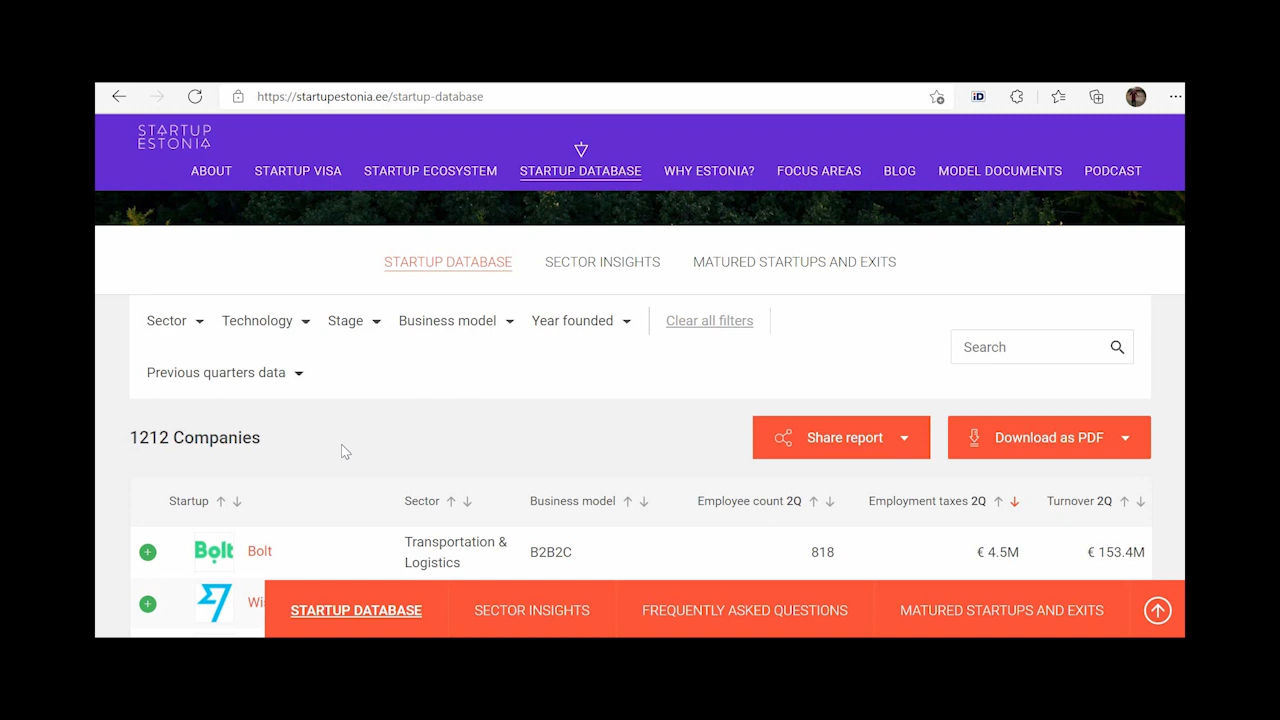 https://startupestonia.ee/startup-database
iD
STARTUP
ESTONIA
ABOUT STARTUP VISA STARTUP ECOSYSTEM STARTUP DATABASE WHY ESTONIA? FOCUS AREAS BLOG MODEL DOCUMENTS PODCAST
STARTUP DATABASE SECTOR INSIGHTS MATURED STARTUPS AND EXITS
Sector Technology Stage Business model Year founded Clear all filters
Search
Previous quarters data
1212 Companies Share report Download as PDF
Startup Sector Business model Employee count 2Q Employment taxes 2Q Turnover 2Q
Bolt Bolt Transportation &
Logistics B2B2C 818 € 4.5M € 153.4M
Wi
STARTUP DATABASE SECTOR INSIGHTS FREQUENTLY ASKED QUESTIONS MATURED STARTUPS AND EXITS